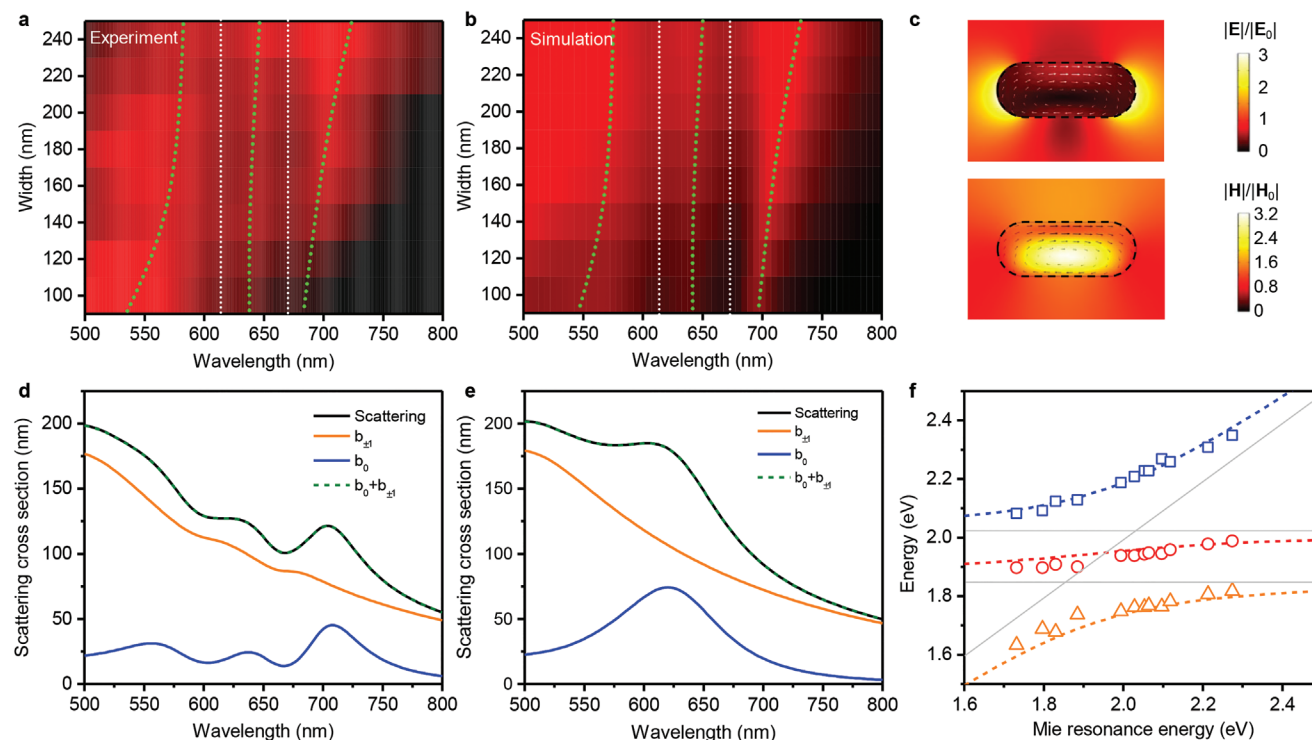 a
Experiment
240
220
200
180
160
140
120
100
Width (nm)
500 550 600 650 700 750 800
Wavelength (nm)
b
Simulation
240
220
200
180
160
140
120
100
Width (nm)
500 550 600 650 700 750 800
Wavelength (nm)
c
|E|/|E0|
3
2
1
0
|H|/|H0|
3.2
2.4
1.6
0.8
0
d
Scattering
b±1
b0
b0+b±1
200
150
100
50
0
Scattering cross section (nm)
500 550 600 650 700 750 800
Wavelength (nm)
e
Scattering
b±1
b0
b0+b±1
200
150
100
50
0
Scattering cross section (nm)
500 550 600 650 700 750 800
Wavelength (nm)
f
2.4
2.2
2.0
1.8
1.6
Energy (eV)
1.6 1.8 2.0 2.2 2.4
Mie resonance energy (eV)